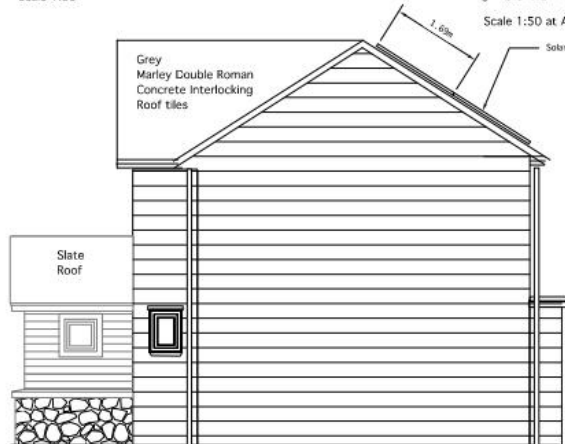 Scale 1:50 at A
1.69m
Grey
Marley Double Roman
Concrete Interlocking
Roof tiles
Slate
Roof